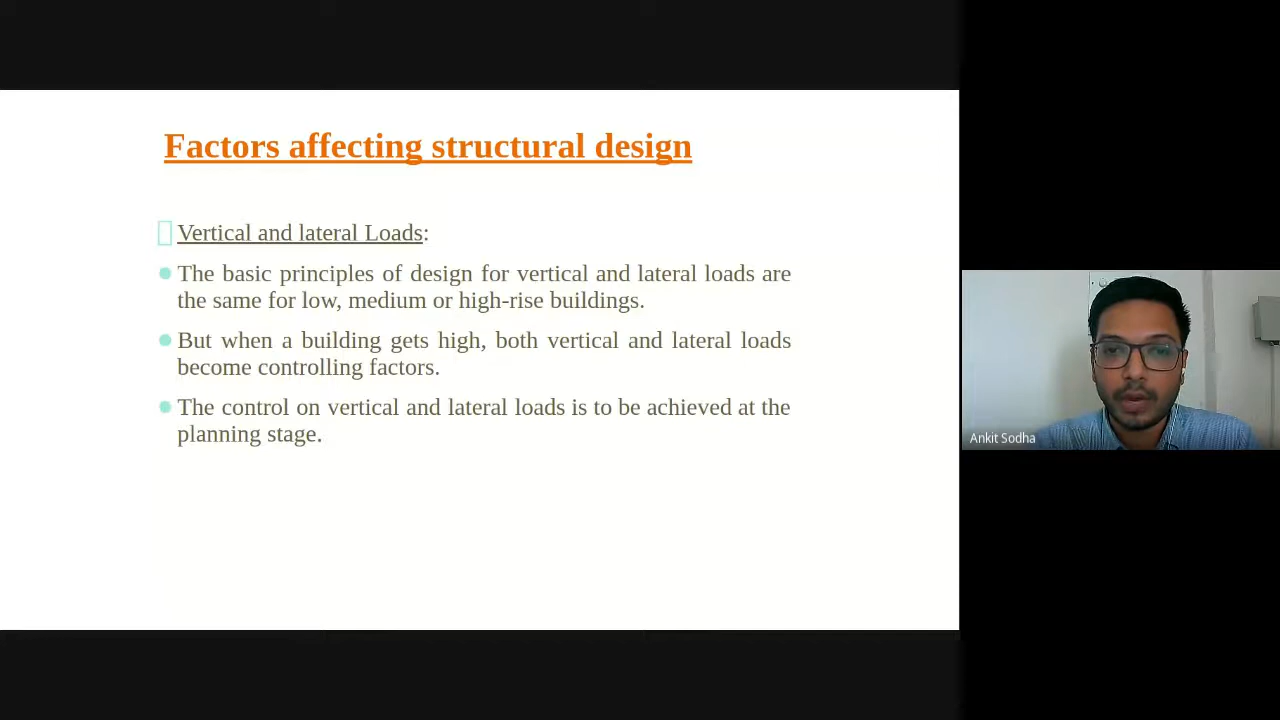 Factors affecting structural design
Vertical and lateral Loads:
The basic principles of design for vertical and lateral loads are
the same for low, medium or high-rise buildings.
But when a building gets high, both vertical and lateral loads
become controlling factors.
The control on vertical and lateral loads is to be achieved at the
planning stage.
Ankit Sodha